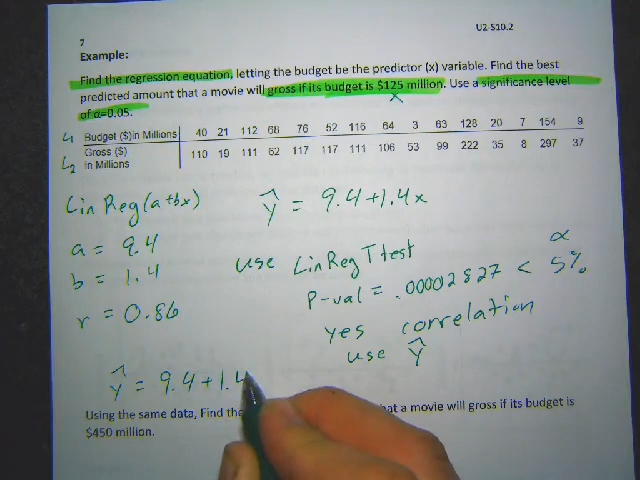 U2-S10.2
7
Example:
Find the regression equation, letting the budget be the predictor (x) variable. Find the best
predicted amount that a movie will gross if its budget is $125 million. Use a significance level
of α=0.05.
x
L1 Budget ($)in Millions 40 21 112 68 76 52 116 64 3 63 128 20 7 154 9
L2 Gross ($) in Millions 110 19 111 62 117 117 111 106 53 99 222 35 8 297 37
LinReg(a+bx) ŷ = 9.4+1.4x
a = 9.4
b = 1.4
r = 0.86
use LinRegTTest
α
P-val = .00002827 < 5%
yes correlation
use ŷ
ŷ = 9.4+1.4
Using the same data, Find the at a movie will gross if its budget is
$450 million.